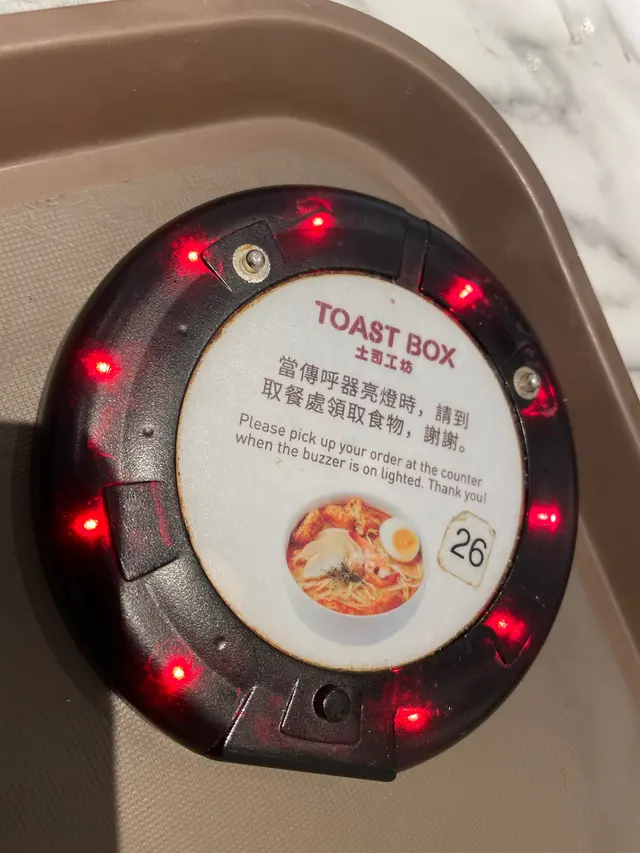 TOAST BOX
土司工坊
當傳呼器亮燈時，請到
取餐處領取食物，謝謝。
Please pick up your order at the counter
when the buzzer is on lighted. Thank you!
26